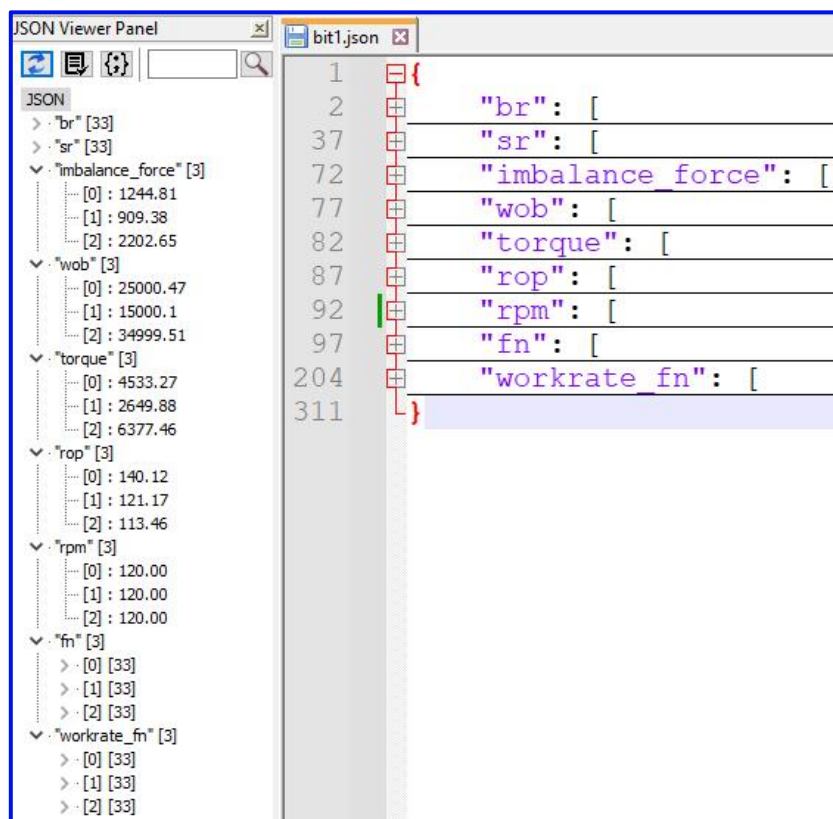 JSON Viewer Panel
JSON
"br" [33]
"sr" [33]
"imbalance_force" [3]
[0] : 1244.81
[1] : 909.38
[2] : 2202.65
"wob" [3]
[0] : 25000.47
[1] : 15000.1
[2] : 34999.51
"torque" [3]
[0] : 4533.27
[1] : 2649.88
[2] : 6377.46
"rop" [3]
[0] : 140.12
[1] : 121.17
[2] : 113.46
"rpm" [3]
[0] : 120.00
[1] : 120.00
[2] : 120.00
"fn" [3]
[0] [33]
[1] [33]
[2] [33]
"workrate_fn" [3]
[0] [33]
[1] [33]
[2] [33]
bit1.json
1 {
2 "br": [
37 "sr": [
72 "imbalance_force": [
77 "wob": [
82 "torque": [
87 "rop": [
92 "rpm": [
97 "fn": [
204 "workrate_fn": [
311 }